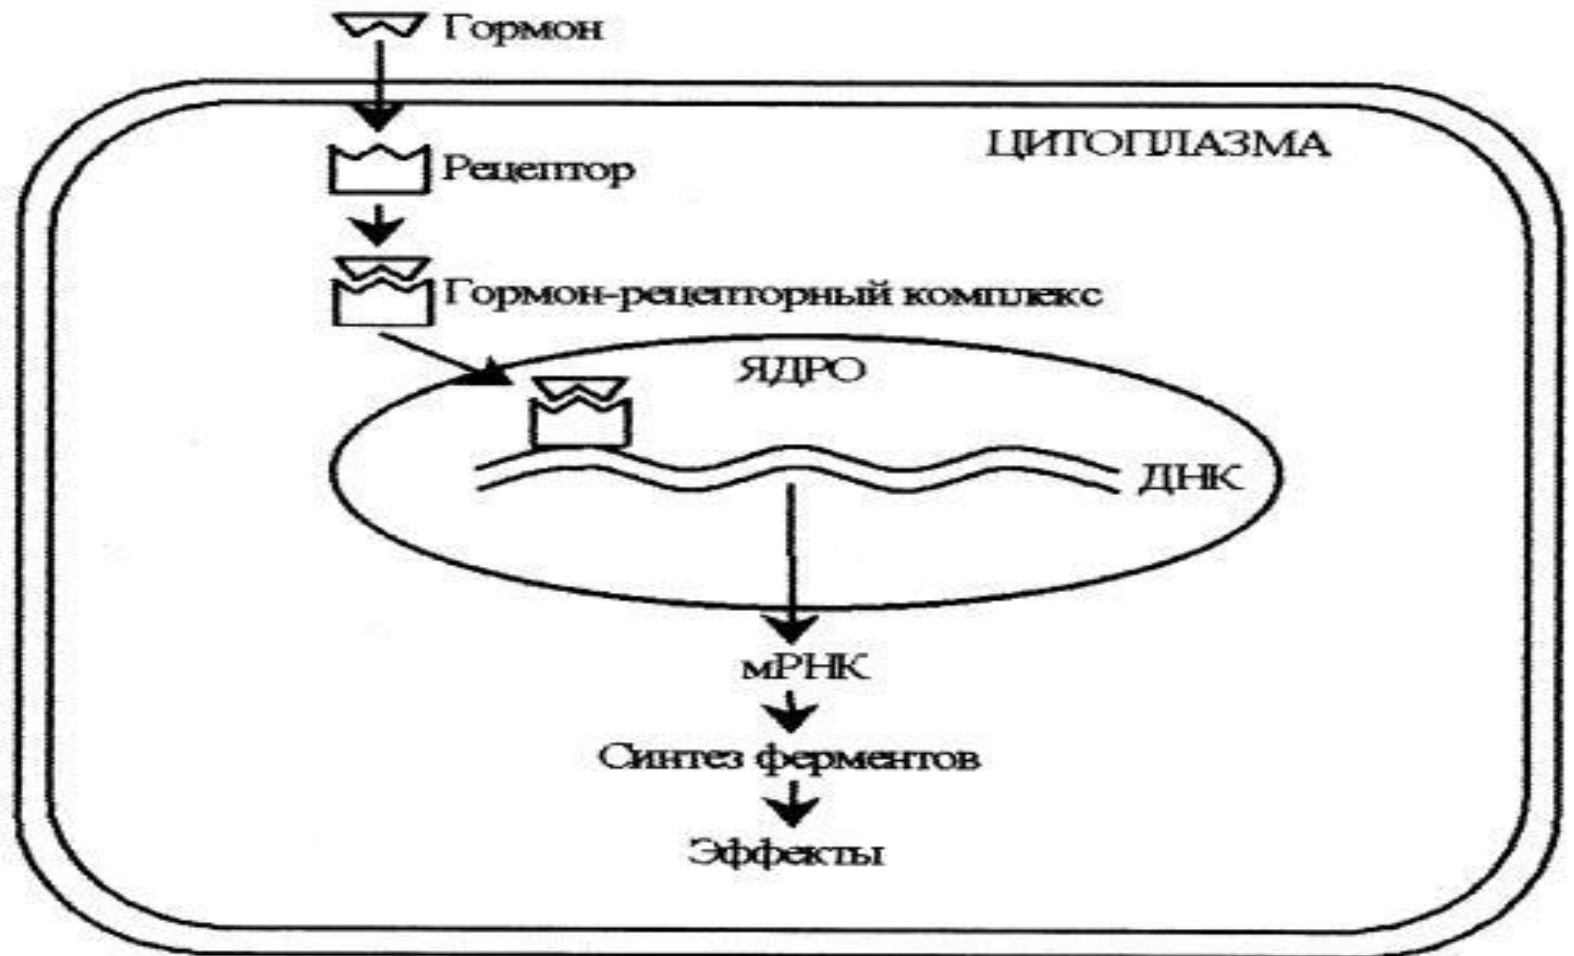 Гормон
ЦИТОПЛАЗМА
Рецептор
Гормон-рецепторный комплекс
ЯДРО
ДНК
мРНК
Синтез ферментов
Эффекты